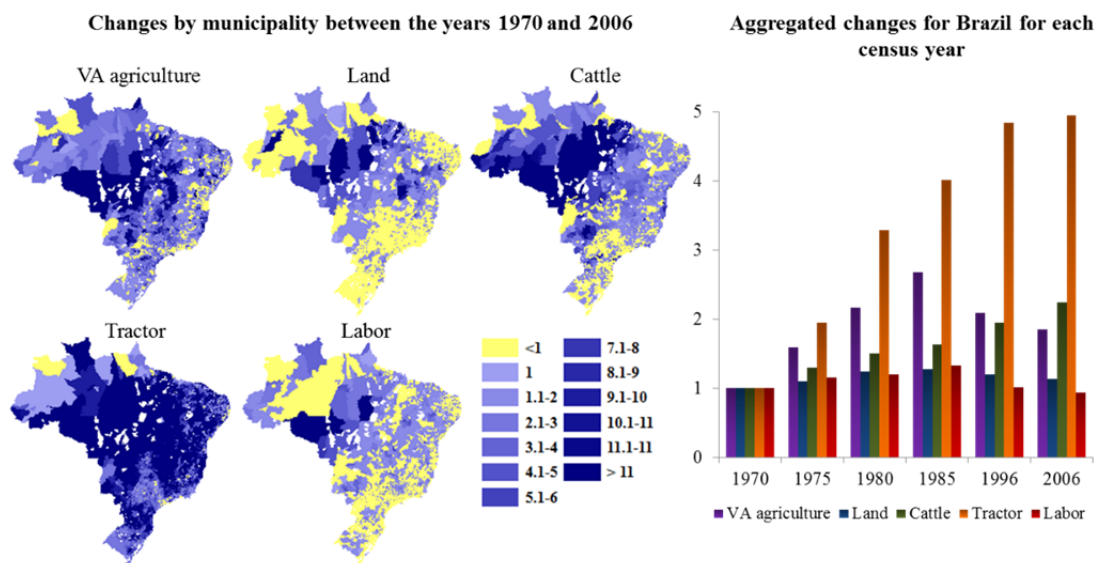 Changes by municipality between the years 1970 and 2006
VA agriculture
Land
Cattle
Tractor
Labor
<1
1
1.1-2
2.1-3
3.1-4
4.1-5
5.1-6
7.1-8
8.1-9
9.1-10
10.1-11
11.1-11
> 11
Aggregated changes for Brazil for each
census year
5
4
3
2
1
0
1970 1975 1980 1985 1996 2006
VA agriculture Land Cattle Tractor Labor